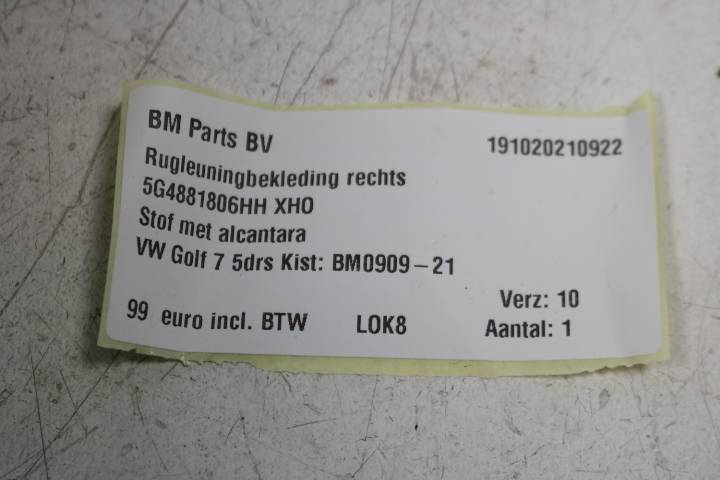 BM Parts BV 191020210922
Rugleuningbekleding rechts
5G4881806HH XHO
Stof met alcantara
VW Golf 7 5drs Kist: BM0909-21
Verz: 10
99 euro incl. BTW LOK8 Aantal: 1